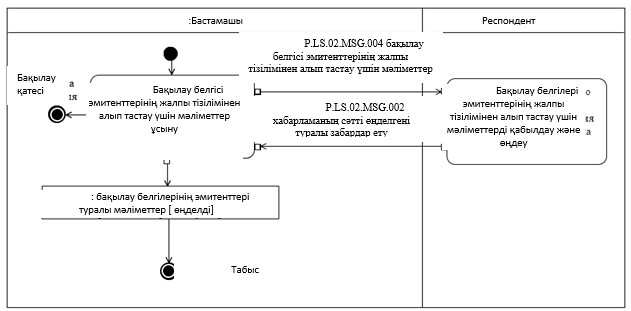 :Бастамашы
Респондент
P.LS.02.MSG.004 бақылау
белгісі эмитенттерінің жалпы
тізілімінен алып тастау үшін мәліметтер
Бақылау
қатесі
Бақылау белгісі
эмитенттерінің жалпы тізілімінен
алып тастау үшін мәліметтер
ұсыну
P.LS.02.MSG.002
хабарламаның сәтті өңделгені
туралы забардар ету
Бақылау белгілері
эмитенттерінің жалпы
тізілімінен алып тастау үшін
мәліметтерді қабылдау және
өңдеу
: бақылау белгілерінің эмитенттері
туралы мәліметтер [ өңделді]
Табыс